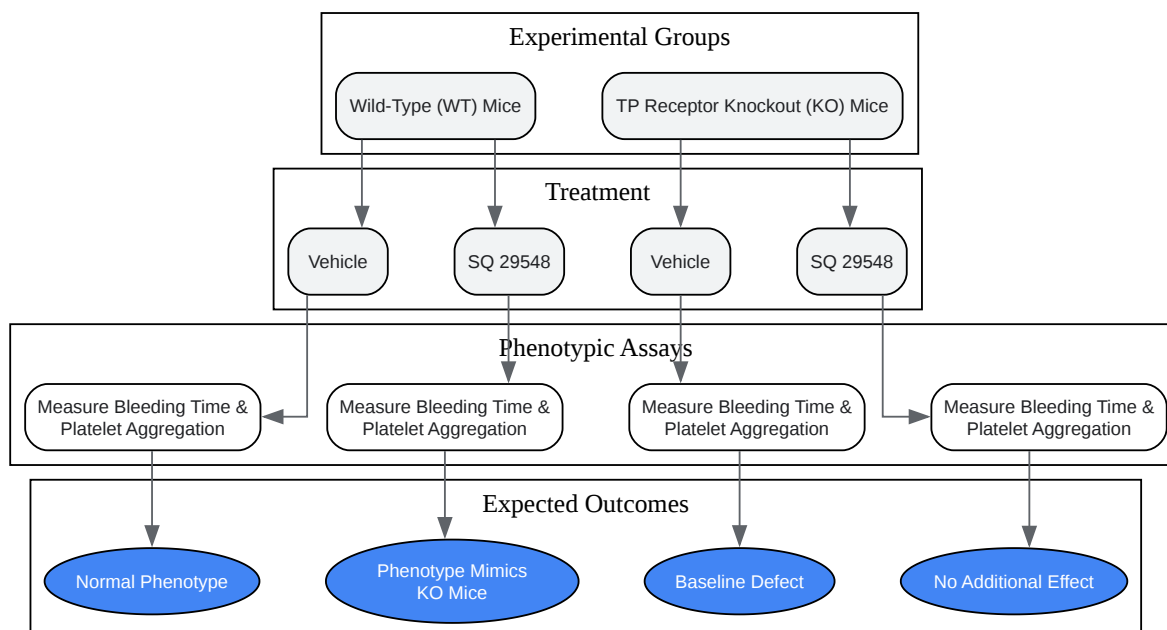 Experimental Groups
Wild-Type (WT) Mice
TP Receptor Knockout (KO) Mice
Treatment
Vehicle
SQ 29548
Vehicle
SQ 29548
Phenotypic Assays
Measure Bleeding Time &
Platelet Aggregation
Measure Bleeding Time &
Platelet Aggregation
Measure Bleeding Time &
Platelet Aggregation
Measure Bleeding Time &
Platelet Aggregation
Expected Outcomes
Normal Phenotype
Phenotype Mimics
KO Mice
Baseline Defect
No Additional Effect